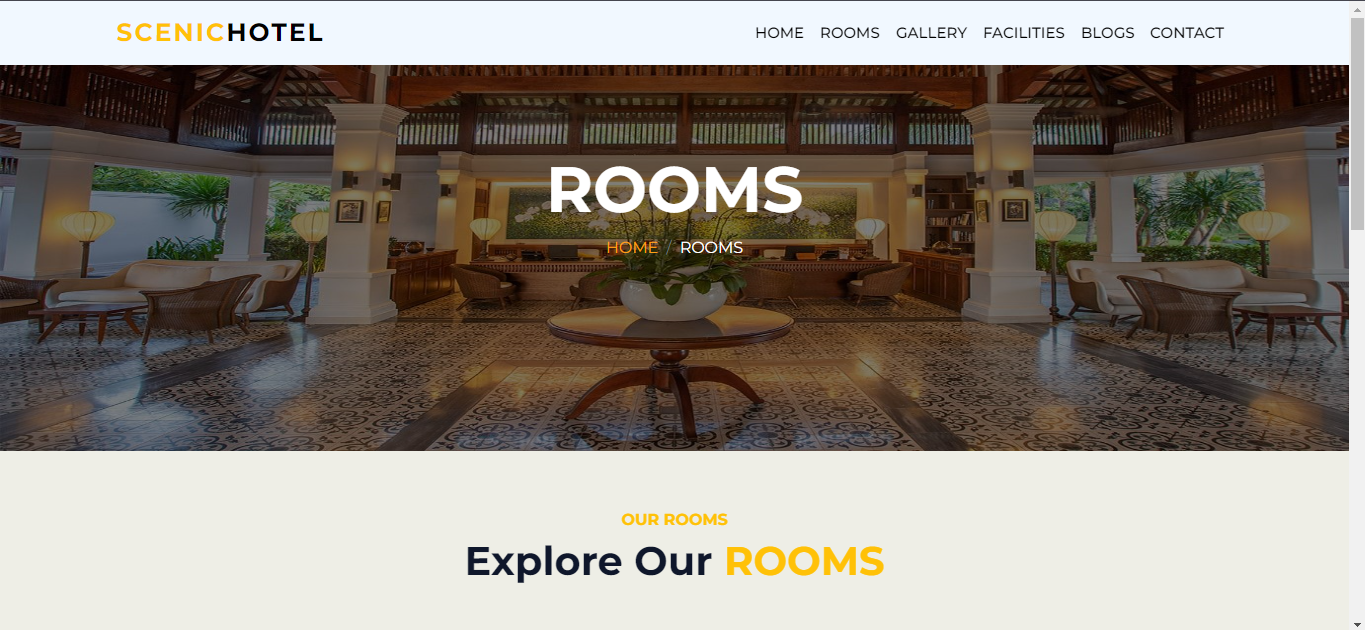 SCENICHOTEL
HOME ROOMS GALLERY FACILITIES BLOGS CONTACT
ROOMS
HOME / ROOMS
OUR ROOMS
Explore Our ROOMS